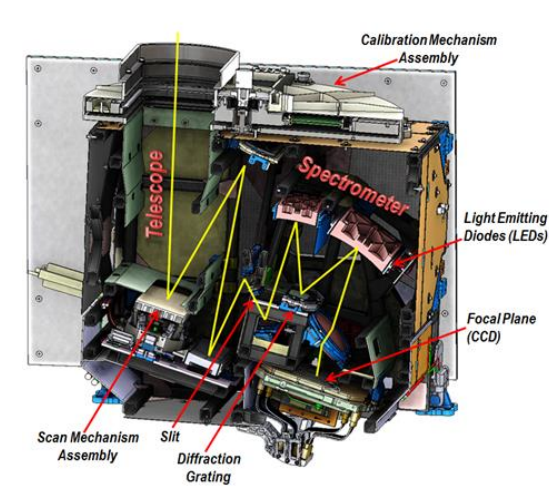 Calibration Mechanism
Assembly
Telescope
Spectrometer
Light Emitting
Diodes (LEDs)
Focal Plane
(CCD)
Scan Mechanism
Assembly
Slit
Diffraction
Grating